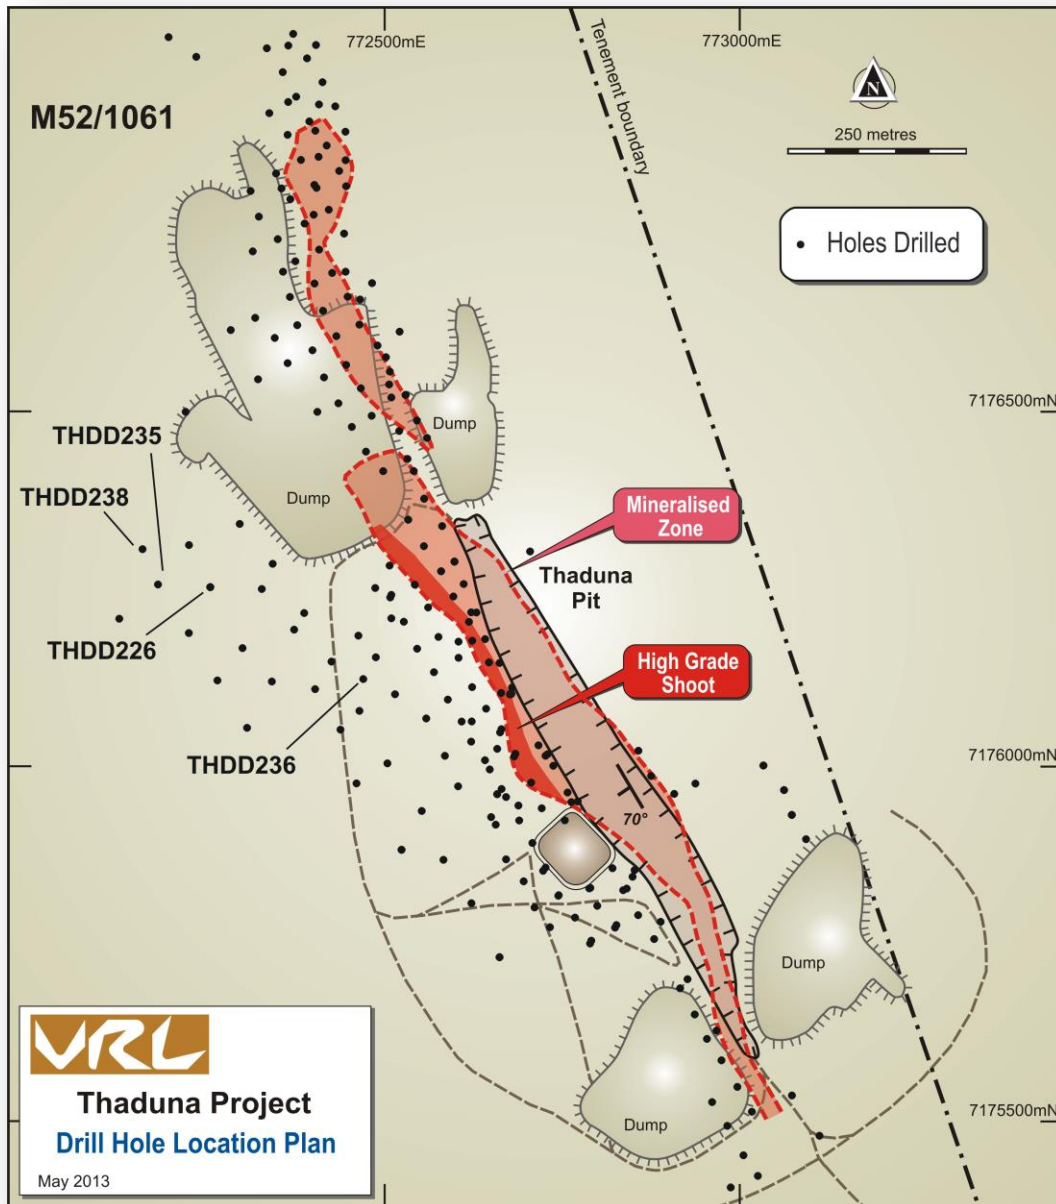 772500mE
773000mE
Tenement boundary
M52/1061
N
250 metres
Holes Drilled
7176500mN
THDD235
THDD238
Dump
Dump
Mineralised
Zone
Thaduna
Pit
THDD226
High Grade
Shoot
THDD236
7176000mN
70°
Dump
VRL
Thaduna Project
Drill Hole Location Plan
May 2013
Dump
7175500mN